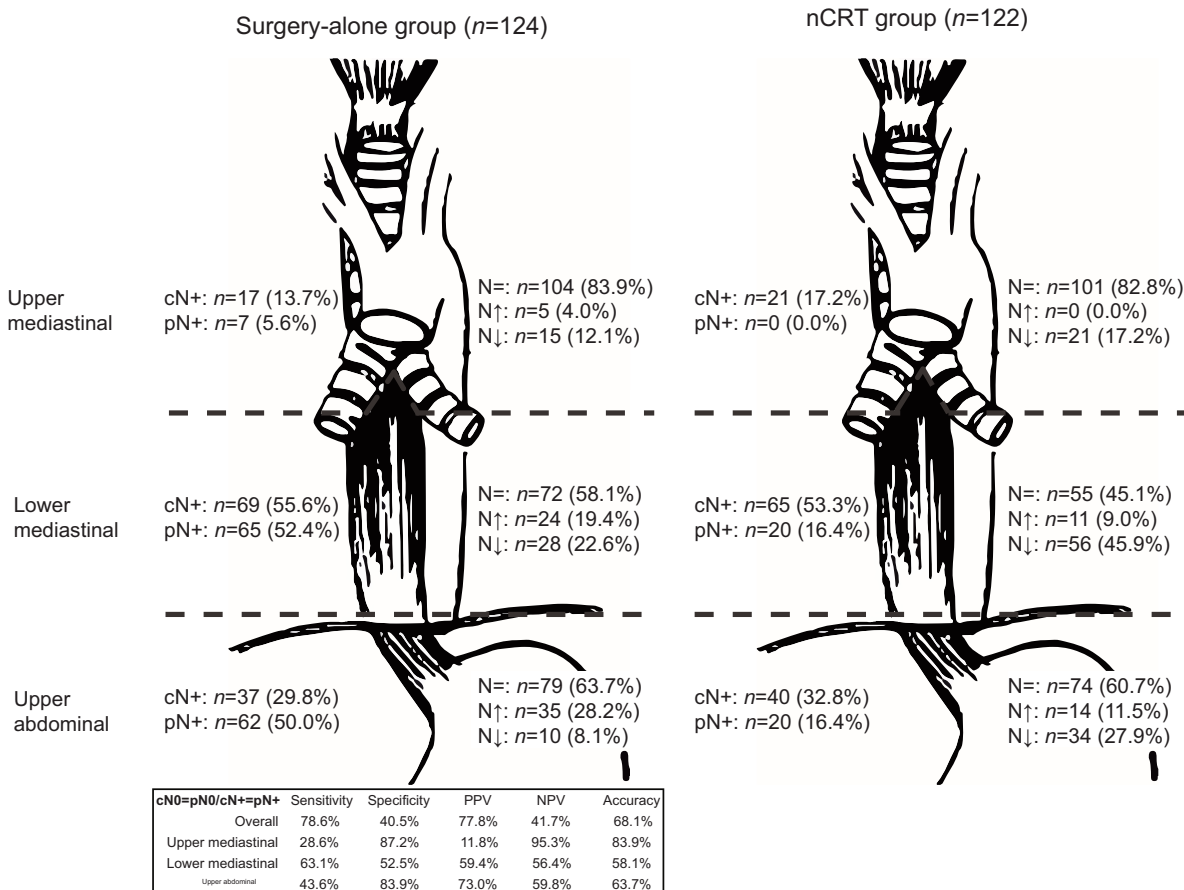 Surgery-alone group (n=124)
nCRT group (n=122)
Upper
mediastinal
cN+: n=17 (13.7%)
pN+: n=7 (5.6%)
N=: n=104 (83.9%)
N↑: n=5 (4.0%)
N↓: n=15 (12.1%)
cN+: n=21 (17.2%)
pN+: n=0 (0.0%)
N=: n=101 (82.8%)
N↑: n=0 (0.0%)
N↓: n=21 (17.2%)
Lower
mediastinal
cN+: n=69 (55.6%)
pN+: n=65 (52.4%)
N=: n=72 (58.1%)
N↑: n=24 (19.4%)
N↓: n=28 (22.6%)
cN+: n=65 (53.3%)
pN+: n=20 (16.4%)
N=: n=55 (45.1%)
N↑: n=11 (9.0%)
N↓: n=56 (45.9%)
Upper
abdominal
cN+: n=37 (29.8%)
pN+: n=62 (50.0%)
N=: n=79 (63.7%)
N↑: n=35 (28.2%)
N↓: n=10 (8.1%)
cN+: n=40 (32.8%)
pN+: n=20 (16.4%)
N=: n=74 (60.7%)
N↑: n=14 (11.5%)
N↓: n=34 (27.9%)
cN0=pN0/cN+=pN+ Sensitivity Specificity PPV NPV Accuracy
Overall 78.6% 40.5% 77.8% 41.7% 68.1%
Upper mediastinal 28.6% 87.2% 11.8% 95.3% 83.9%
Lower mediastinal 63.1% 52.5% 59.4% 56.4% 58.1%
Upper abdominal 43.6% 83.9% 73.0% 59.8% 63.7%